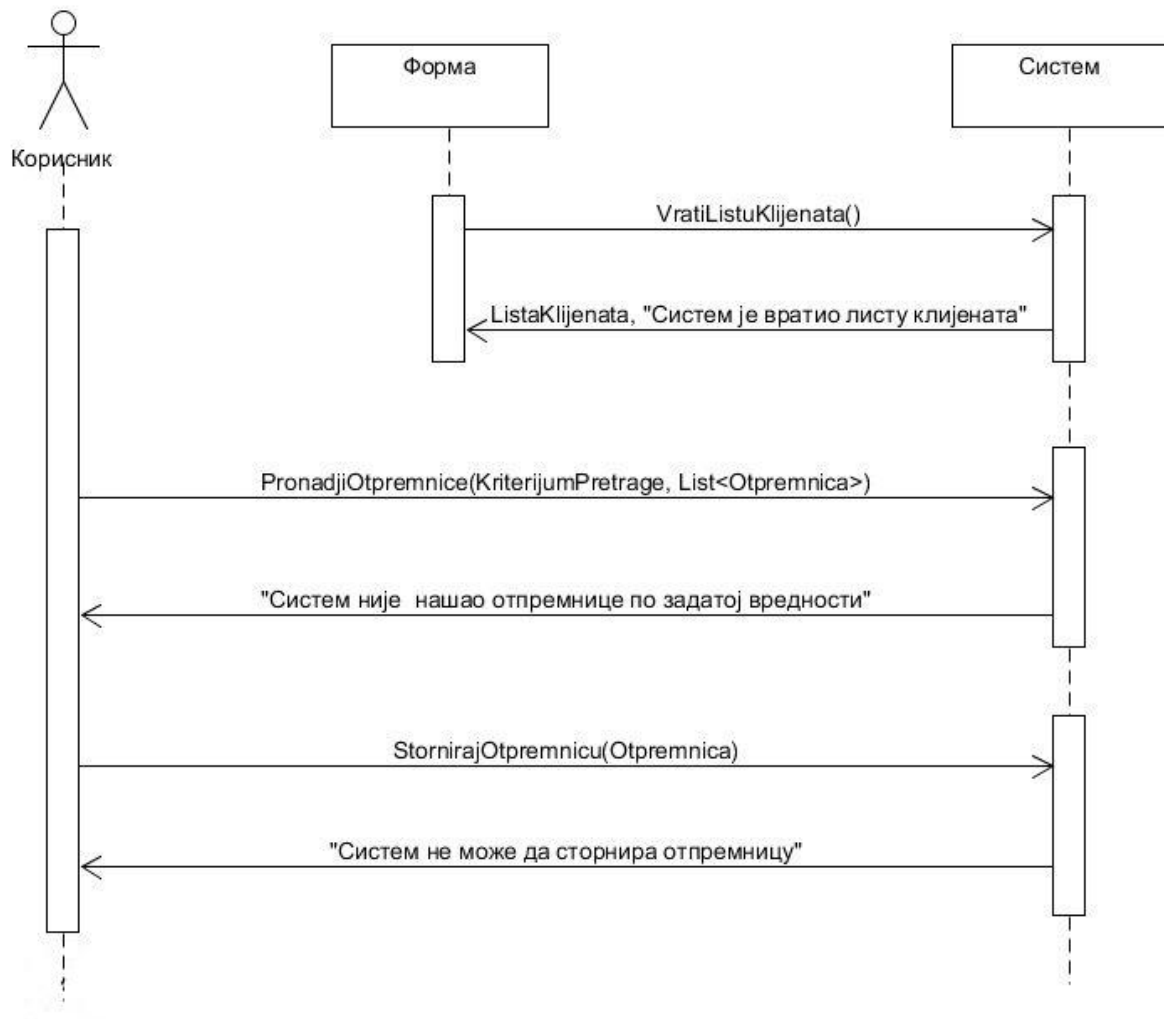 Форма
Систем
Корисник
VratiListuKlijenata()
ListaKlijenata, "Систем је вратио листу клијената"
PronadjiOtpremnice(KriterijumPretrage, List<Otpremnica>)
"Систем није  нашао отпремнице по задатој вредности"
StornirajOtpremnicu(Otpremnica)
"Систем не може да сторнира отпремницу"